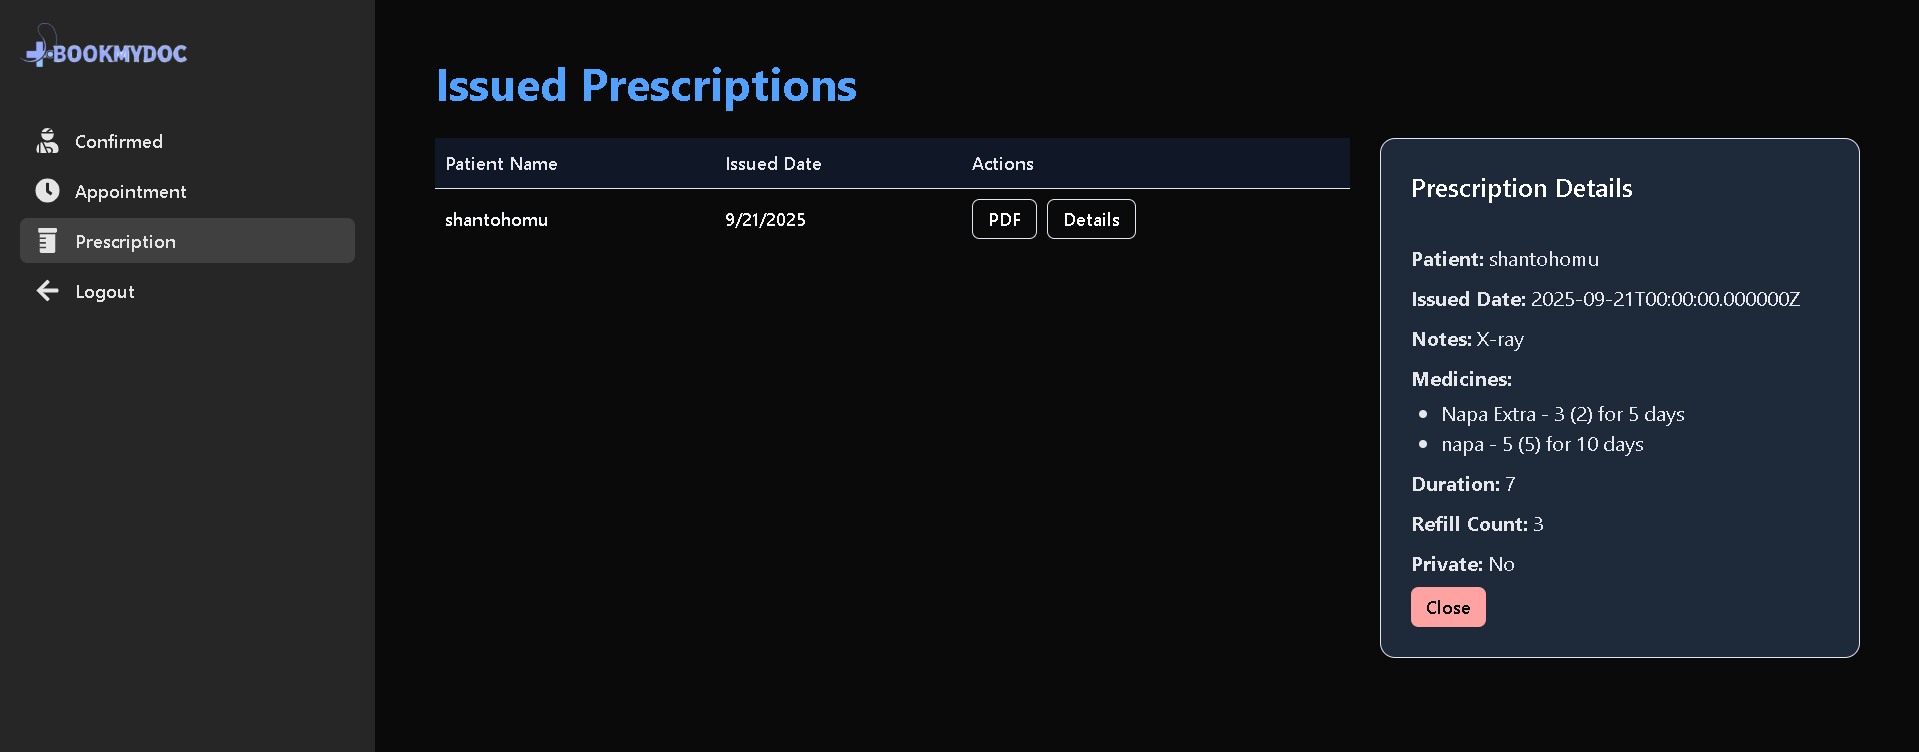 BOOKMYDOC
Confirmed
Appointment
Prescription
Logout
Issued Prescriptions
Patient Name Issued Date Actions
shantohomu 9/21/2025 PDF Details
Prescription Details
Patient: shantohomu
Issued Date: 2025-09-21T00:00:00.000000Z
Notes: X-ray
Medicines:
Napa Extra - 3 (2) for 5 days
napa - 5 (5) for 10 days
Duration: 7
Refill Count: 3
Private: No
Close